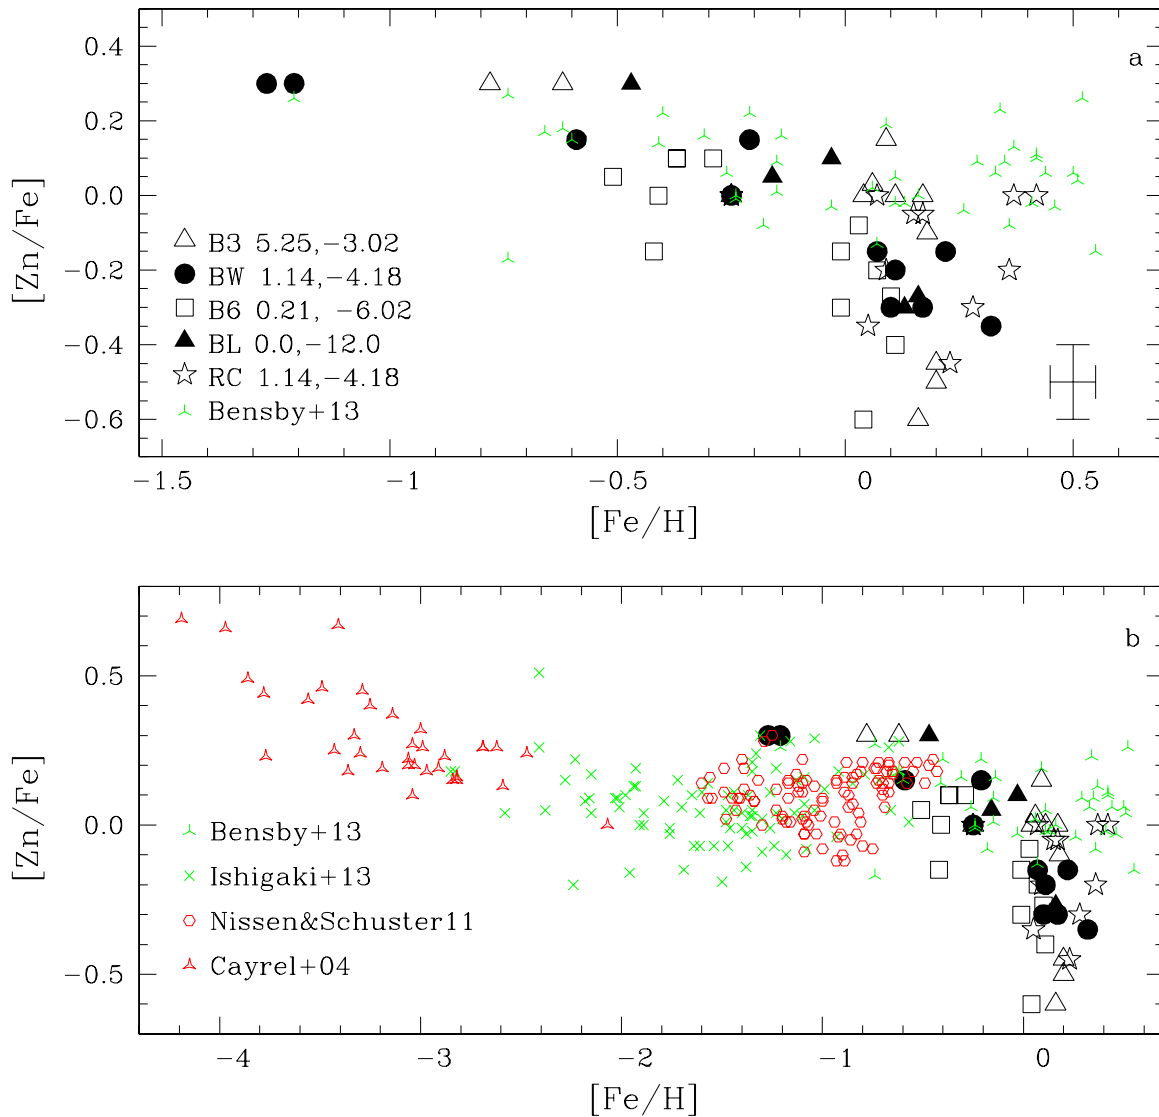 a
0.4
0.2
0.0
−0.2
−0.4
−0.6
[Zn/Fe]
B3 5.25,−3.02
BW 1.14,−4.18
B6 0.21, −6.02
BL 0.0,−12.0
RC 1.14,−4.18
Bensby+13
−1.5 −1 −0.5 0 0.5
[Fe/H]
b
0.5
0.0
−0.5
[Zn/Fe]
Bensby+13
Ishigaki+13
Nissen&Schuster11
Cayrel+04
−4 −3 −2 −1 0
[Fe/H]